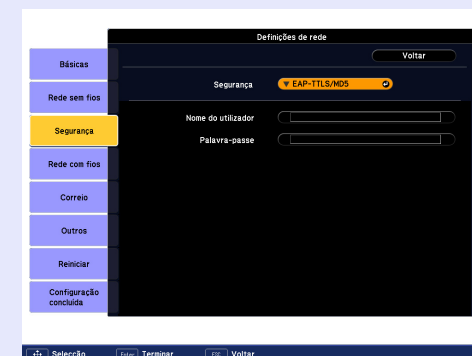 Definições de rede
Voltar
Básicas
Segurança EAP-TTLS/MD5
Rede sem fios
Nome do utilizador
Segurança
Palavra-passe
Rede com fios
Correio
Outros
Reiniciar
Configuração
concluída
Selecção Enter Terminar ESC Voltar